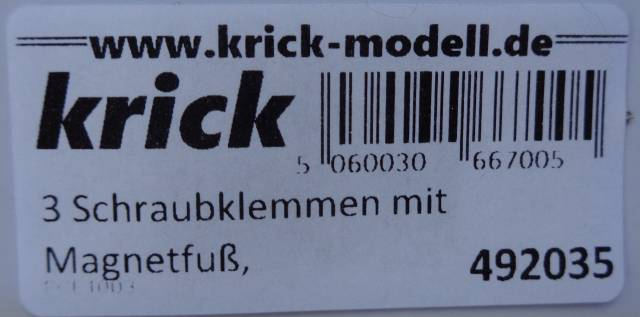 www.krick-modell.de
krick
5 060030 667005
3 Schraubklemmen mit
Magnetfuß,
492035